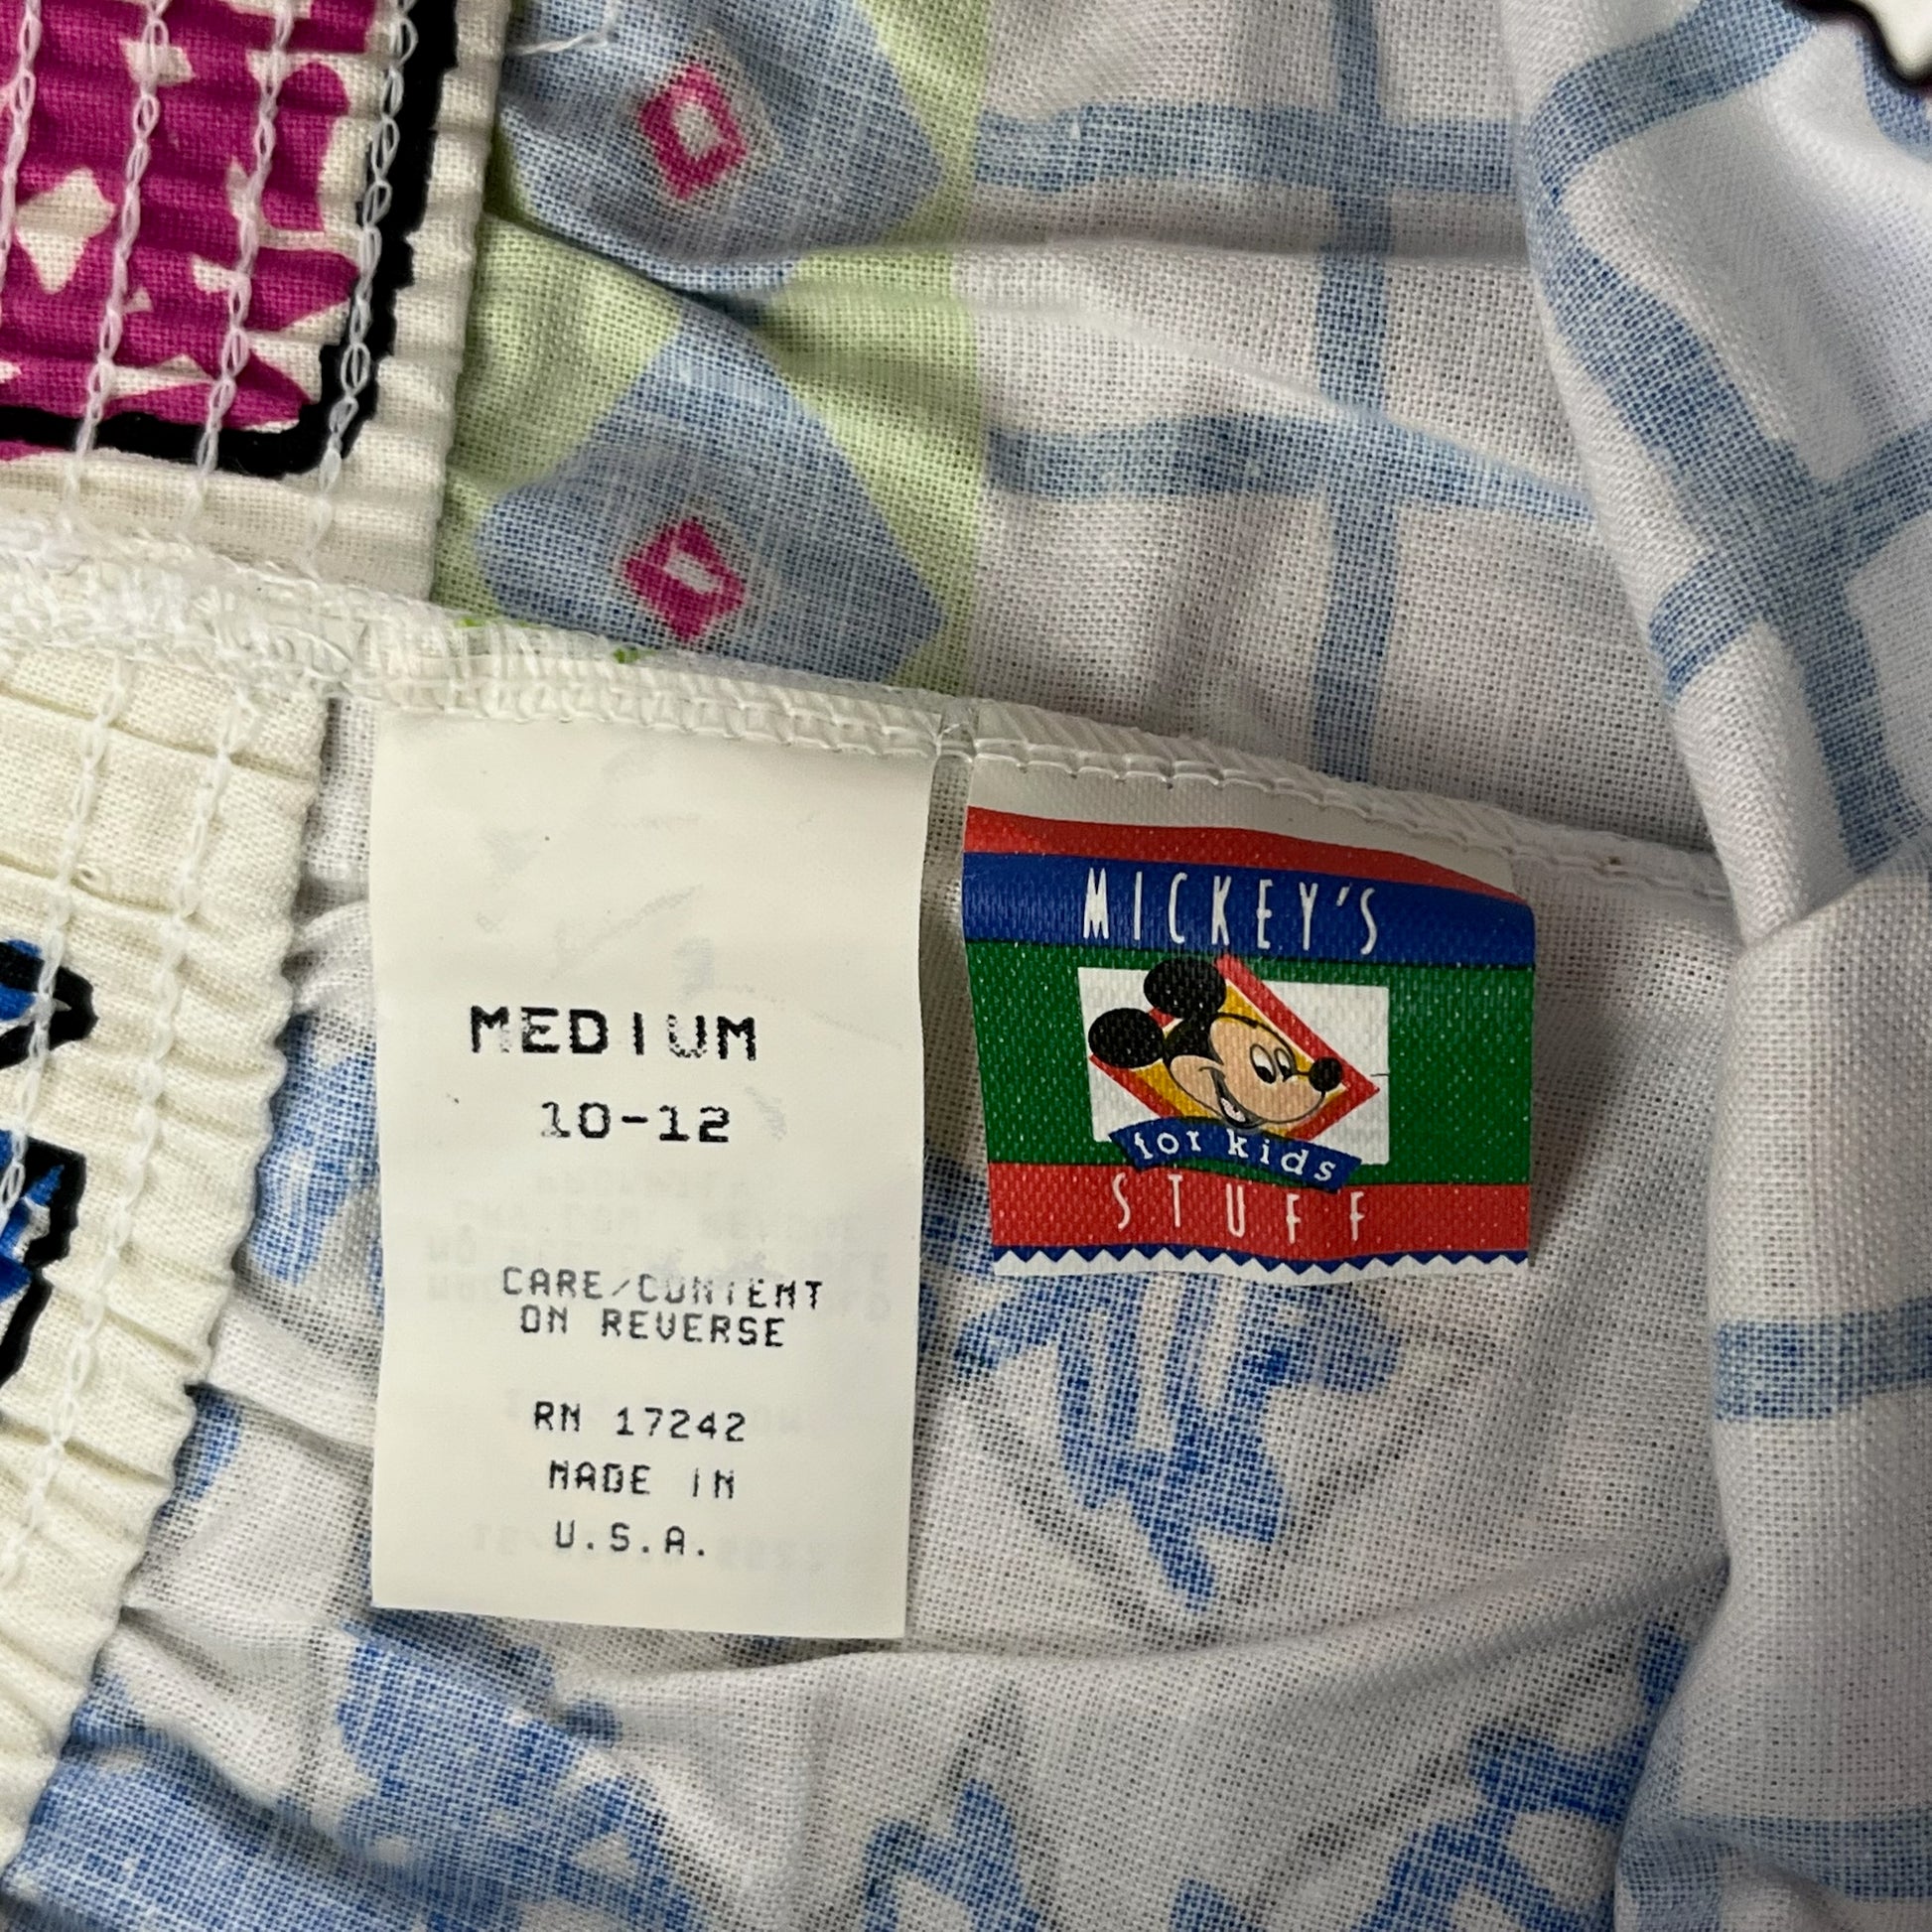 MEDIUM
10-12
CARE/CONTENT
ON REVERSE
RN 17242
MADE IN
U.S.A.
MICKEY'S
for kids
STUFF